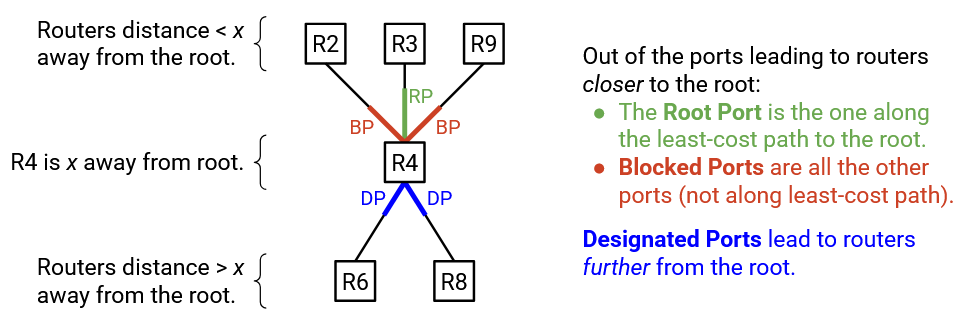 Routers distance < x
away from the root.
R2
R3
R9
RP
BP
BP
R4 is x away from root.
R4
DP
DP
Routers distance > x
away from the root.
R6
R8
Out of the ports leading to routers
closer to the root:
● The Root Port is the one along
the least-cost path to the root.
● Blocked Ports are all the other
ports (not along least-cost path).
Designated Ports lead to routers
further from the root.